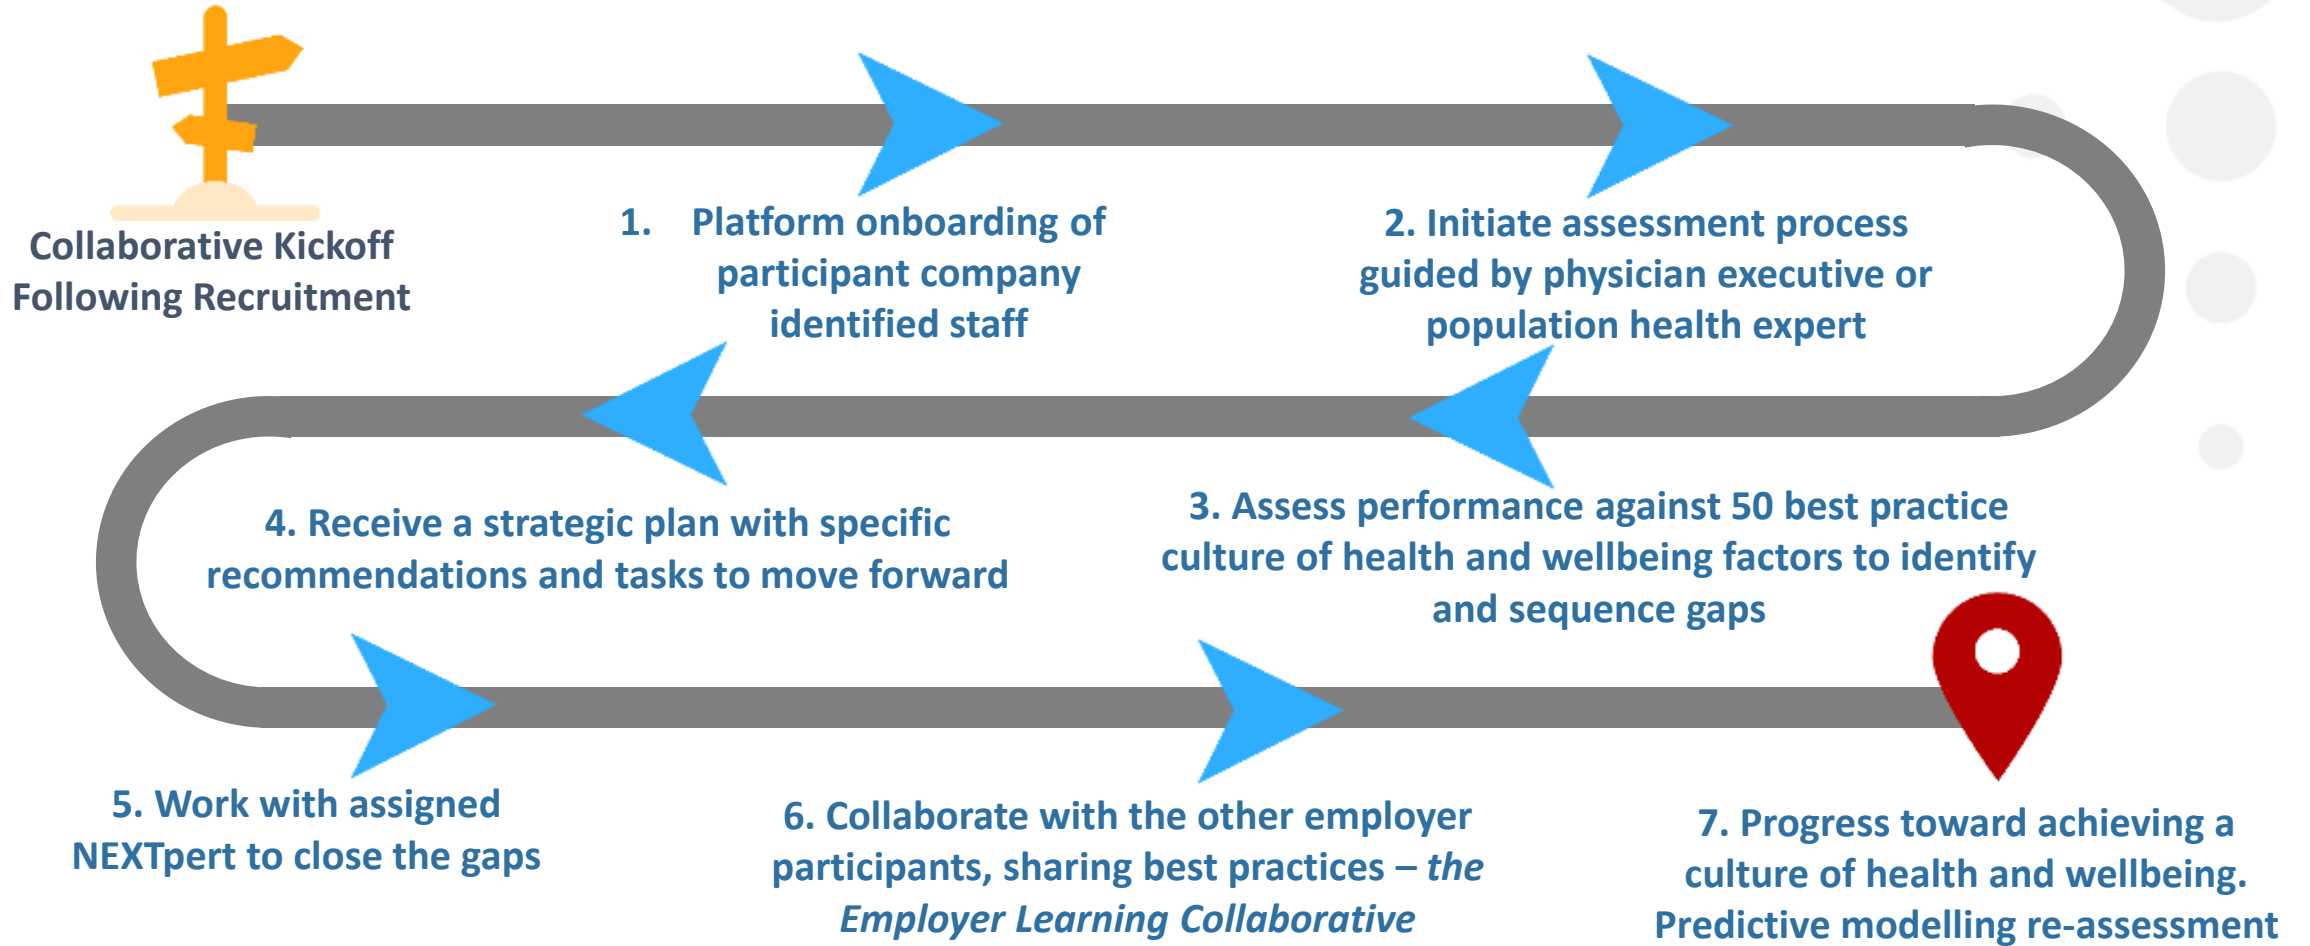 Collaborative Kickoff
Following Recruitment
1. Platform onboarding of
participant company
identified staff
2. Initiate assessment process
guided by physician executive or
population health expert
3. Assess performance against 50 best practice
culture of health and wellbeing factors to identify
and sequence gaps
4. Receive a strategic plan with specific
recommendations and tasks to move forward
5. Work with assigned
NEXTpert to close the gaps
6. Collaborate with the other employer
participants, sharing best practices – the
Employer Learning Collaborative
7. Progress toward achieving a
culture of health and wellbeing.
Predictive modelling re-assessment